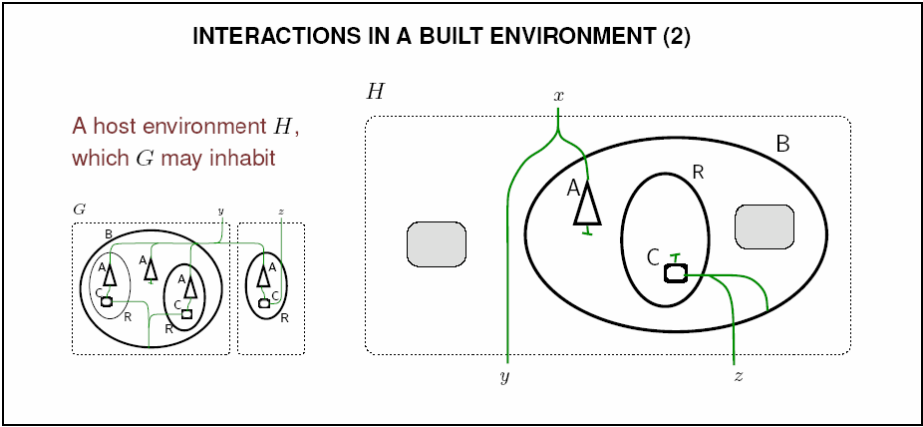 INTERACTIONS IN A BUILT ENVIRONMENT (2)
A host environment H,
which G may inhabit
G
y
z
B
A
A
A
A
C
C
C
R
R
R
H
x
B
R
A
C
y
z